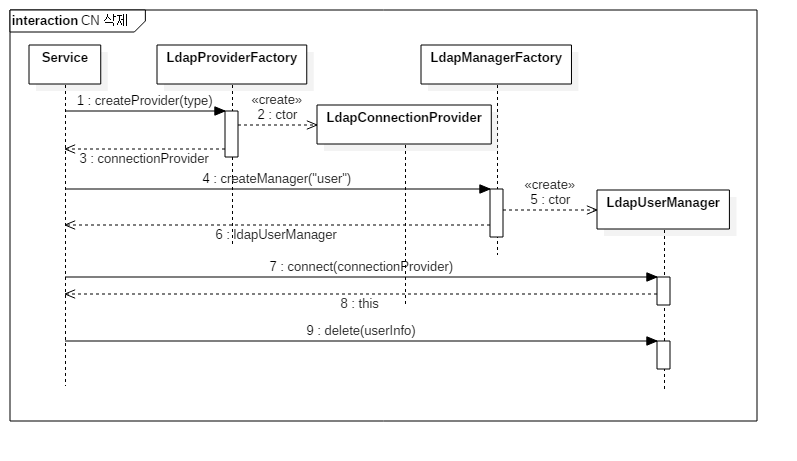 interaction CN 삭제
Service
LdapProviderFactory
LdapManagerFactory
1 : createProvider(type)
«create»
2 : ctor
LdapConnectionProvider
3 : connectionProvider
4 : createManager("user")
«create»
5 : ctor
LdapUserManager
6 : ldapUserManager
7 : connect(connectionProvider)
8 : this
9 : delete(userInfo)